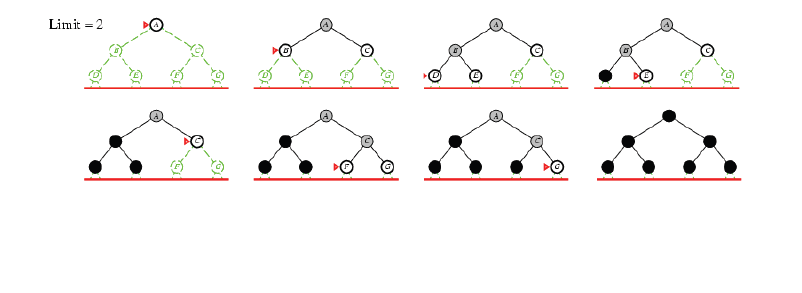 Limit = 2 A A A A
B C B C B C B C
D E F G D E F G D E F G E F G
A A A
C C C
F G F G G